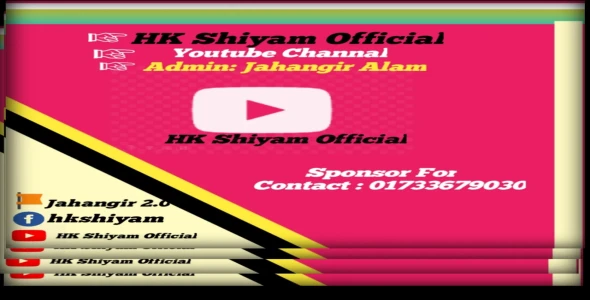 HK Shiyam Official
Youtube Channal
Admin: Jahangir Alam
HK Shiyam Official
Sponsor For
Contact : 01733679030
Jahangir 2.0
hkshiyam
HK Shiyam Official
HK Shiyam Official
HK Shiyam Official